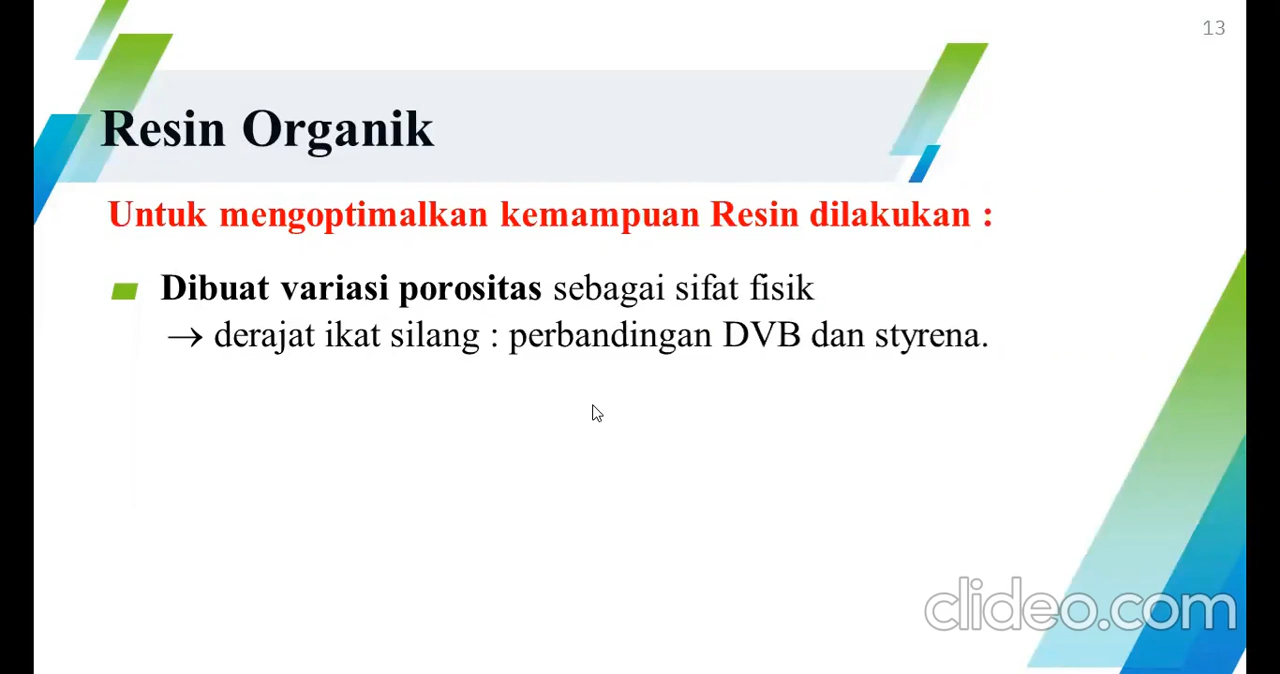 13
Resin Organik
Untuk mengoptimalkan kemampuan Resin dilakukan :
Dibuat variasi porositas sebagai sifat fisik
→ derajat ikat silang : perbandingan DVB dan styrena.
clideo.com